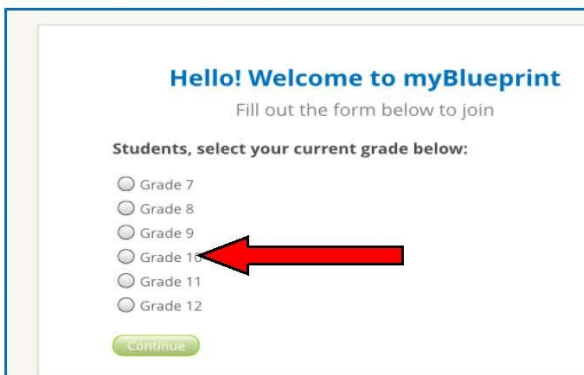 Hello! Welcome to myBlueprint
Fill out the form below to join
Students, select your current grade below:
Grade 7
Grade 8
Grade 9
Grade 10
Grade 11
Grade 12
Continue